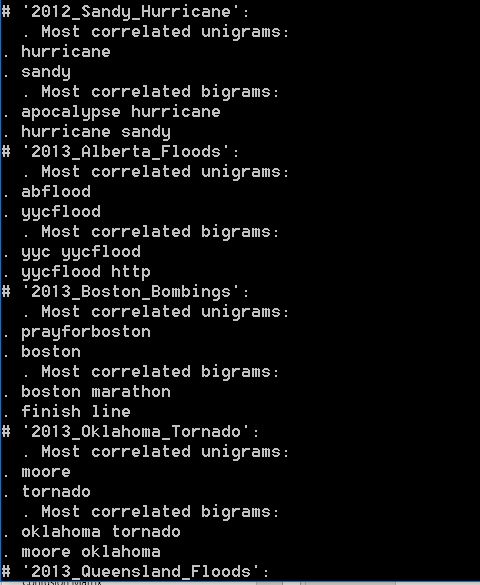 # '2012_Sandy_Hurricane':
. Most correlated unigrams:
. hurricane
. sandy
. Most correlated bigrams:
. apocalypse hurricane
. hurricane sandy
# '2013_Alberta_Floods':
. Most correlated unigrams:
. abflood
. yycflood
. Most correlated bigrams:
. yyc yycflood
. yycflood http
# '2013_Boston_Bombings':
. Most correlated unigrams:
. prayforboston
. boston
. Most correlated bigrams:
. boston marathon
. finish line
# '2013_Oklahoma_Tornado':
. Most correlated unigrams:
. moore
. tornado
. Most correlated bigrams:
. oklahoma tornado
. moore oklahoma
# '2013_Queensland_Floods':